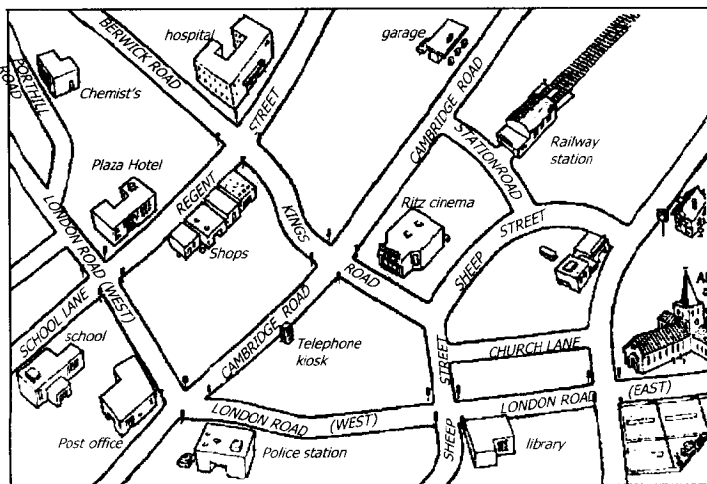 BERWICK ROAD
hospital
garage
PORTHILL
ROAD
Chemist's
STREET
CAMBRIDGE ROAD
STATION ROAD
Railway
station
Plaza Hotel
REGENT
Ritz cinema
LONDON ROAD (WEST)
KINGS
ROAD
Shops
SHEEP
STREET
SCHOOL LANE
school
CAMBRIDGE ROAD
Telephone
kiosk
STREET
CHURCH LANE
(EAST)
LONDON ROAD
LONDON ROAD
(WEST)
Post office
Police station
SHEEP
library